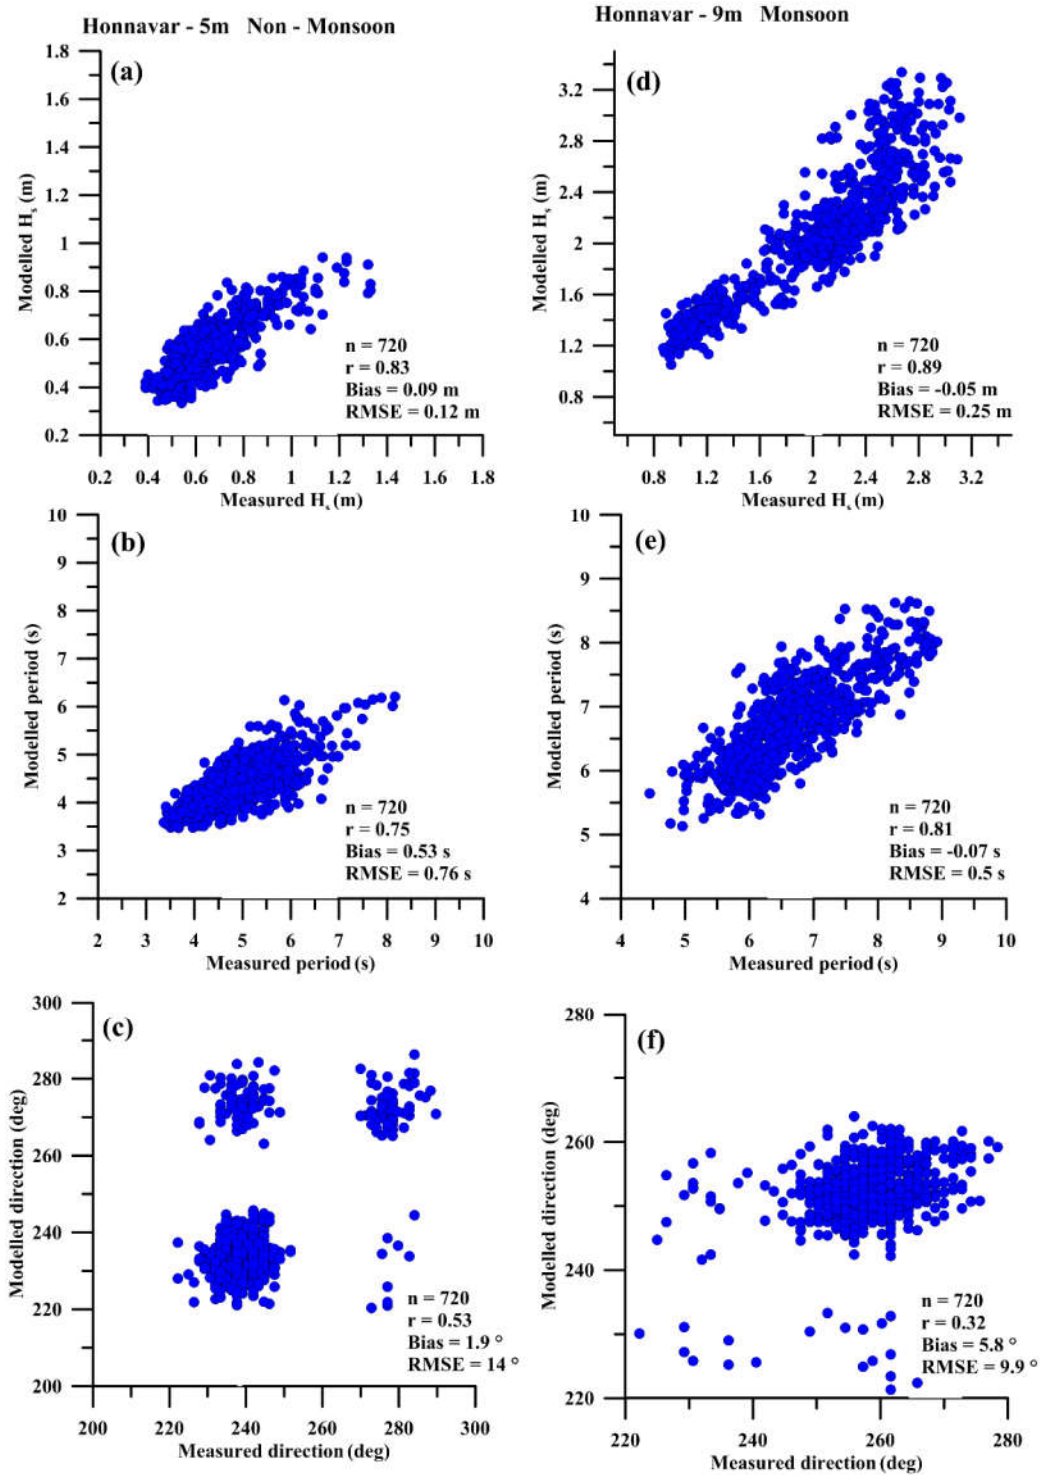 Honnavar - 5m Non - Monsoon
(a)
1.8
1.6
1.4
1.2
1
0.8
0.6
0.4
0.2
Modelled Hs (m)
n = 720
r = 0.83
Bias = 0.09 m
RMSE = 0.12 m
0.2 0.4 0.6 0.8 1 1.2 1.4 1.6 1.8
Measured Hs (m)
(b)
10
9
8
7
6
5
4
3
2
Modelled period (s)
n = 720
r = 0.75
Bias = 0.53 s
RMSE = 0.76 s
2 3 4 5 6 7 8 9 10
Measured period (s)
(c)
300
280
260
240
220
200
Modelled direction (deg)
n = 720
r = 0.53
Bias = 1.9 °
RMSE = 14 °
200 220 240 260 280 300
Measured direction (deg)
Honnavar - 9m Monsoon
(d)
3.2
2.8
2.4
2
1.6
1.2
0.8
Modelled Hs (m)
n = 720
r = 0.89
Bias = -0.05 m
RMSE = 0.25 m
0.8 1.2 1.6 2 2.4 2.8 3.2
Measured Hs (m)
(e)
10
9
8
7
6
5
4
Modelled period (s)
n = 720
r = 0.81
Bias = -0.07 s
RMSE = 0.5 s
4 5 6 7 8 9 10
Measured period (s)
(f)
280
260
240
220
Modelled direction (deg)
n = 720
r = 0.32
Bias = 5.8 °
RMSE = 9.9 °
220 240 260 280
Measured direction (deg)